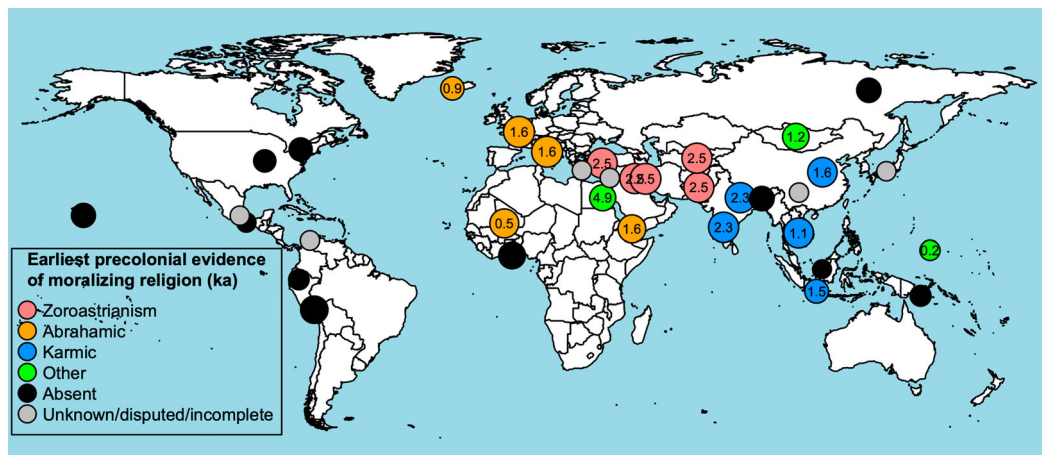 0.9
1.6
1.6
1.2
2.5
2.5
1.6
2.5
2.5
2.3
4.9
0.5
1.6
2.3
1.1
0.2
1.5
Earliest precolonial evidence
of moralizing religion (ka)
Zoroastrianism
Abrahamic
Karmic
Other
Absent
Unknown/disputed/incomplete